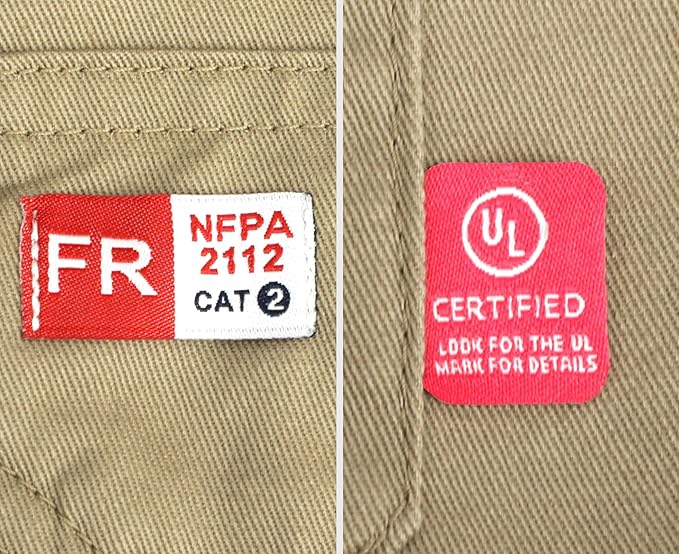 FR
NFPA
2112
CAT 2
UL
CERTIFIED
LOOK FOR THE UL
MARK FOR DETAILS